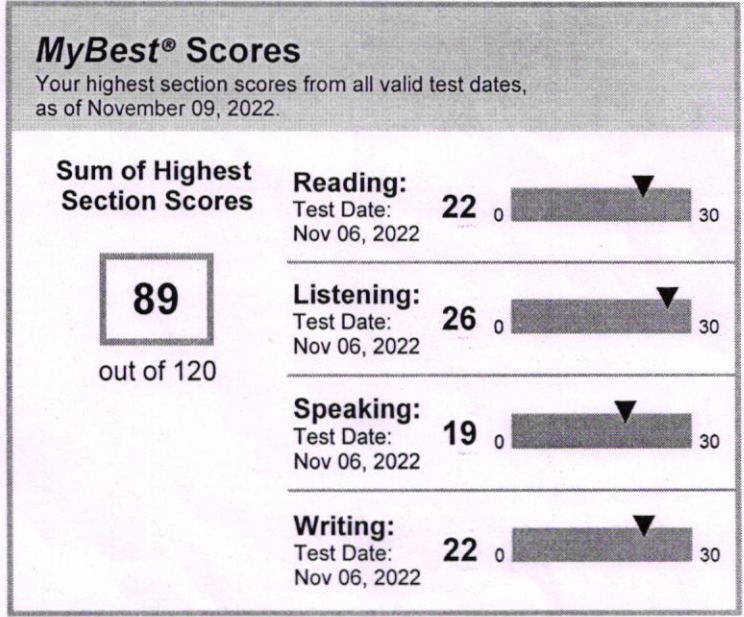 MyBest® Scores
Your highest section scores from all valid test dates,
as of November 09, 2022.
Sum of Highest
Section Scores
89
out of 120
Reading:
Test Date:
Nov 06, 2022
22
0
30
Listening:
Test Date:
Nov 06, 2022
26
0
30
Speaking:
Test Date:
Nov 06, 2022
19
0
30
Writing:
Test Date:
Nov 06, 2022
22
0
30